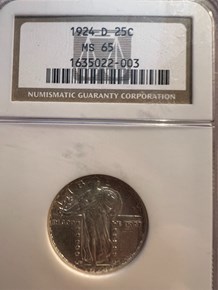 1924 D 25C
MS 65
1635022-003
NUMISMATIC GUARANTY CORPORATION